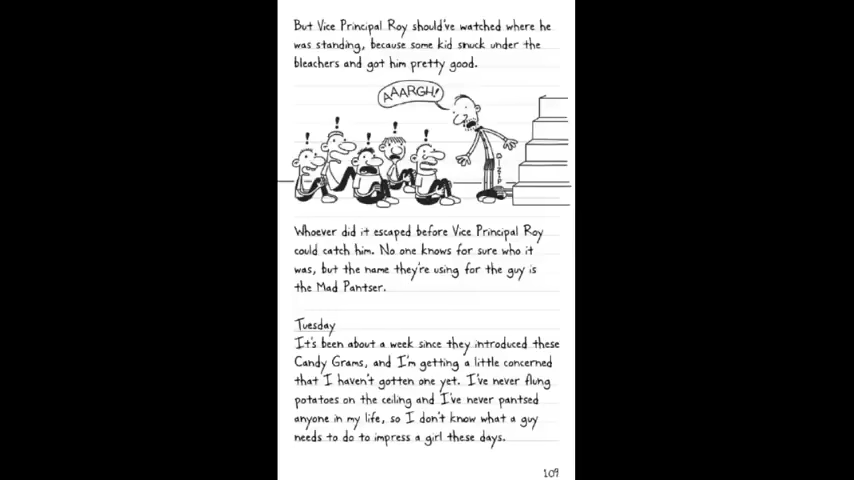 But Vice Principal Roy should've watched where he
was standing, because some kid snuck under the
bleachers and got him pretty good.
AAARGH!
! ! ! ! !
DIZZIP
Whoever did it escaped before Vice Principal Roy
could catch him. No one knows for sure who it
was, but the name they're using for the guy is
the Mad Pantser.
Tuesday
It's been about a week since they introduced these
Candy Grams, and I'm getting a little concerned
that I haven't gotten one yet. I've never flung
potatoes on the ceiling and I've never pantsed
anyone in my life, so I don't know what a guy
needs to do to impress a girl these days.
109